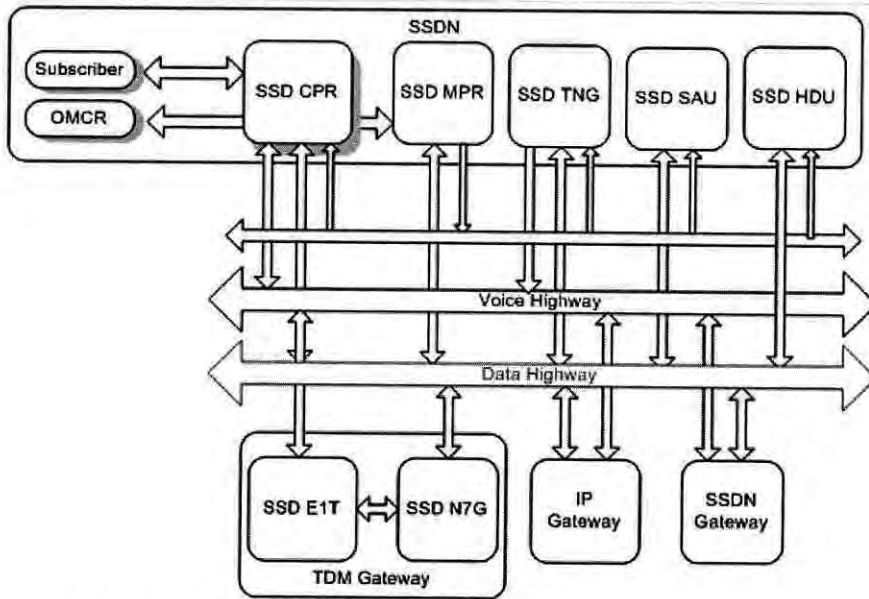 SSDN
Subscriber
OMCR
SSD CPR
SSD MPR
SSD TNG
SSD SAU
SSD HDU
Voice Highway
Data Highway
SSD E1T
SSD N7G
TDM Gateway
IP
Gateway
SSDN
Gateway